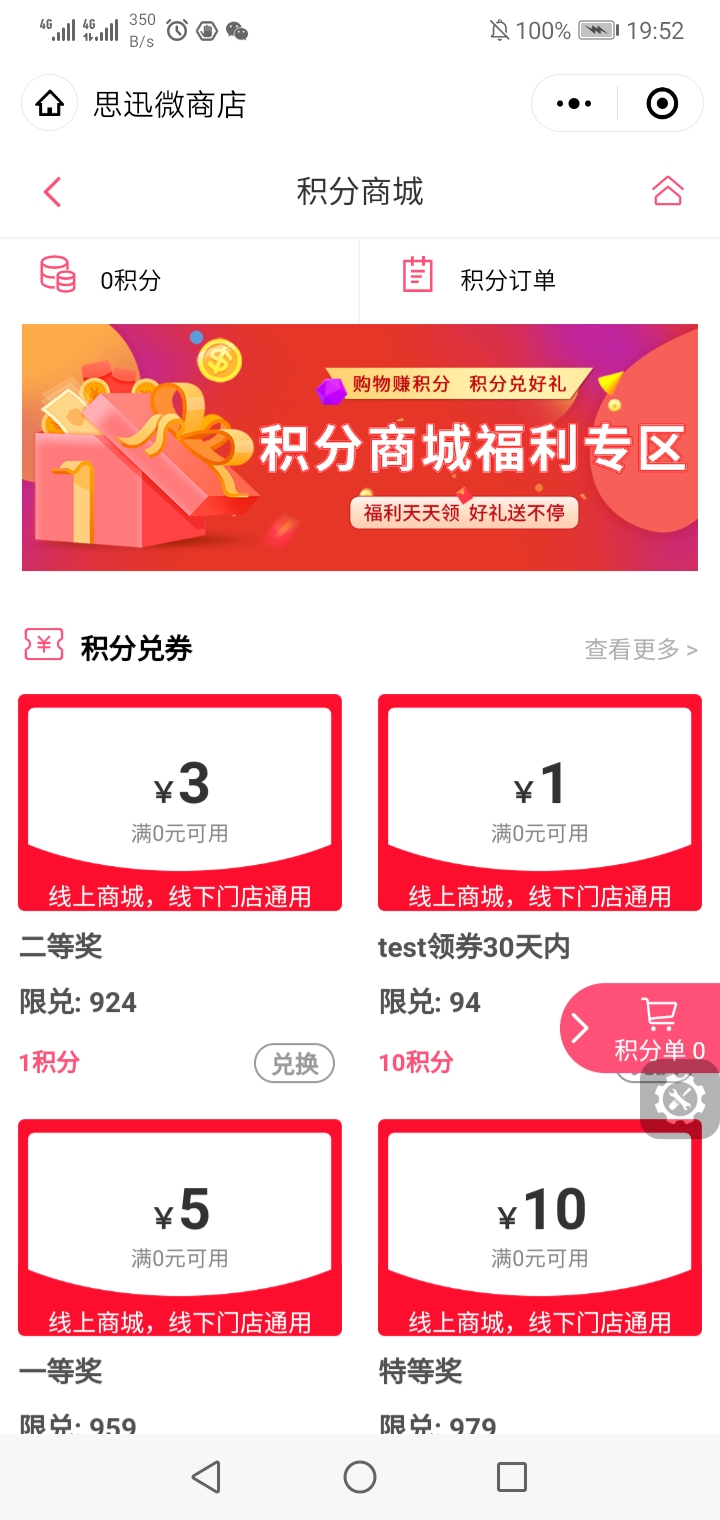 4G 4G 350 B/s 100% 19:52
思迅微商店
积分商城
0积分 积分订单
购物赚积分 积分兑好礼
积分商城福利专区
福利天天领 好礼送不停
¥ 积分兑券 查看更多 >
¥3 ¥1
满0元可用 满0元可用
线上商城，线下门店通用 线上商城，线下门店通用
二等奖 test领券30天内
限兑: 924 限兑: 94
积分单 0
1积分 兑换 10积分
¥5 ¥10
满0元可用 满0元可用
线上商城，线下门店通用 线上商城，线下门店通用
一等奖 特等奖
限兑: 959 限兑: 979